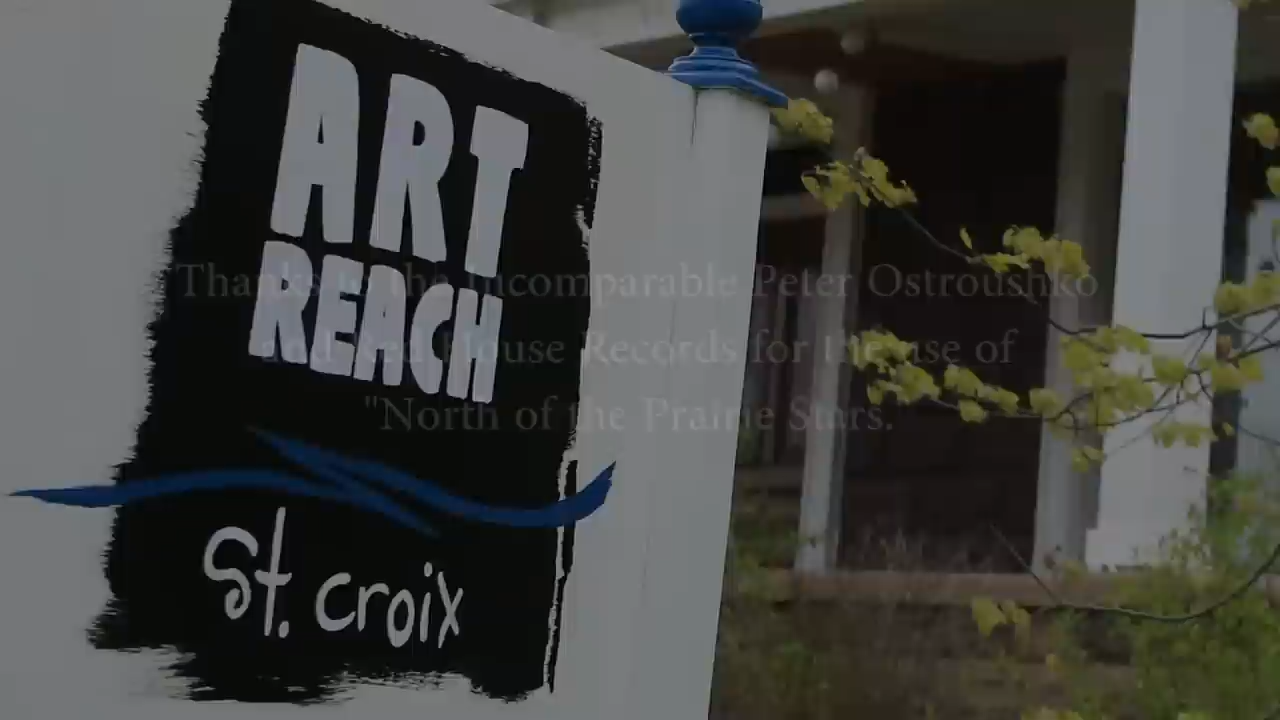 ART
REACH
St. croix
Thanks to the incomparable Peter Ostroushko
and Red House Records for the use of
"North of the Prairie Stars.